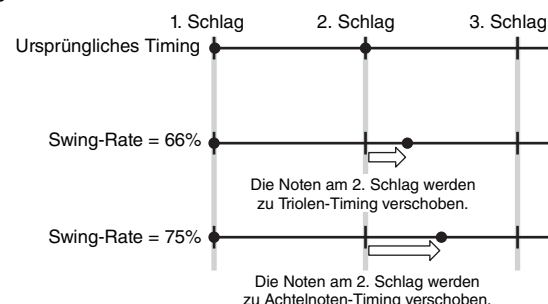 1. Schlag 2. Schlag 3. Schlag
Ursprüngliches Timing
Swing-Rate = 66%
Die Noten am 2. Schlag werden
zu Triolen-Timing verschoben.
Swing-Rate = 75%
Die Noten am 2. Schlag werden
zu Achtelnoten-Timing verschoben.